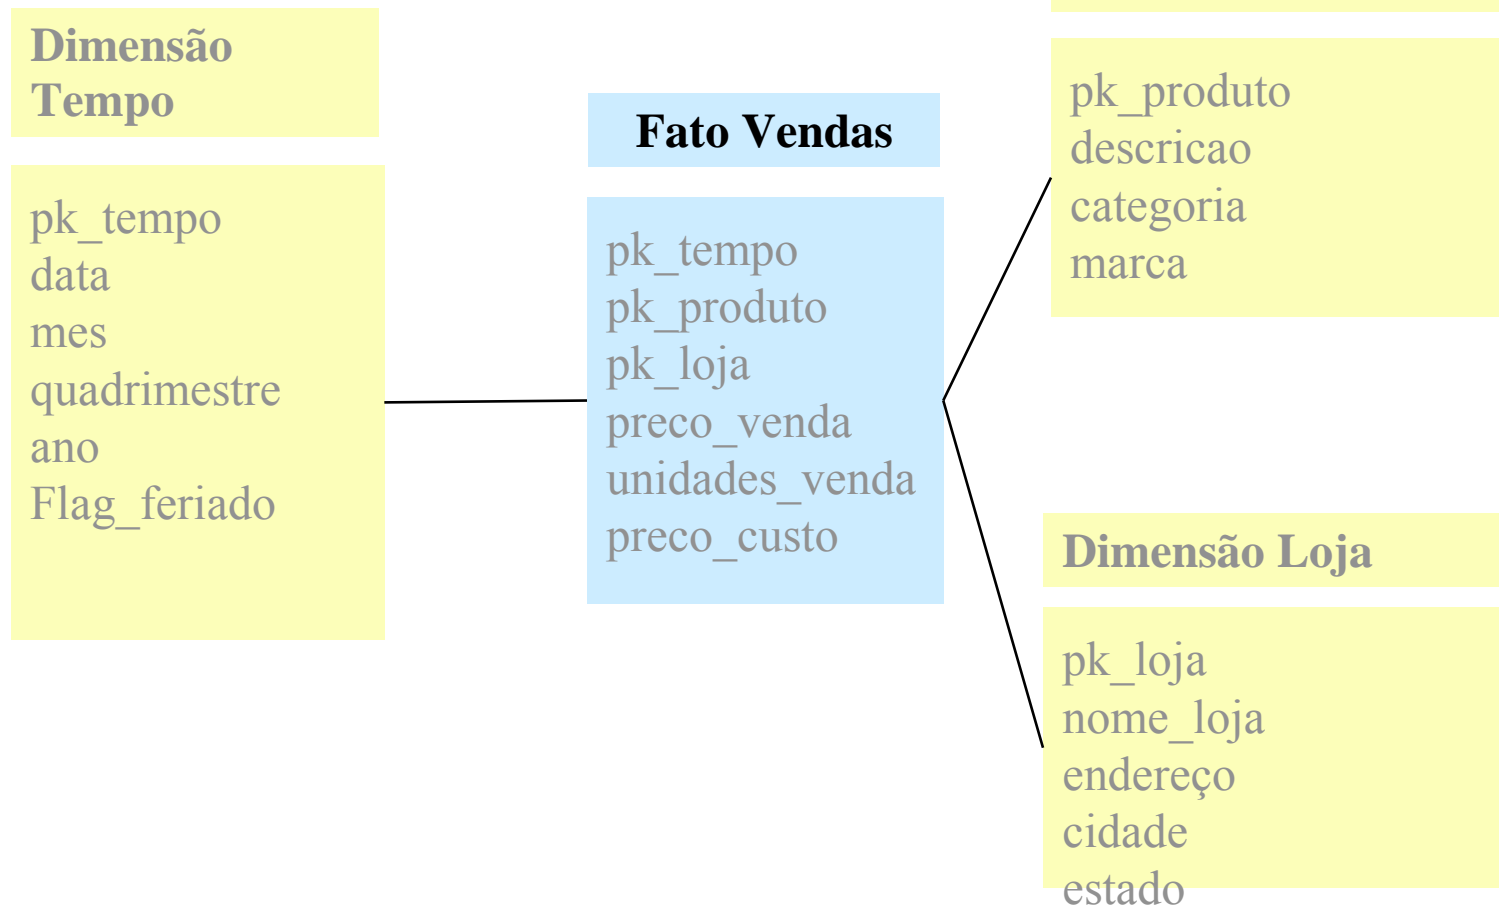 Dimensão
Tempo
pk_tempo
data
mes
quadrimestre
ano
Flag_feriado
Fato Vendas
pk_tempo
pk_produto
pk_loja
preco_venda
unidades_venda
preco_custo
pk_produto
descricao
categoria
marca
Dimensão Loja
pk_loja
nome_loja
endereço
cidade
estado